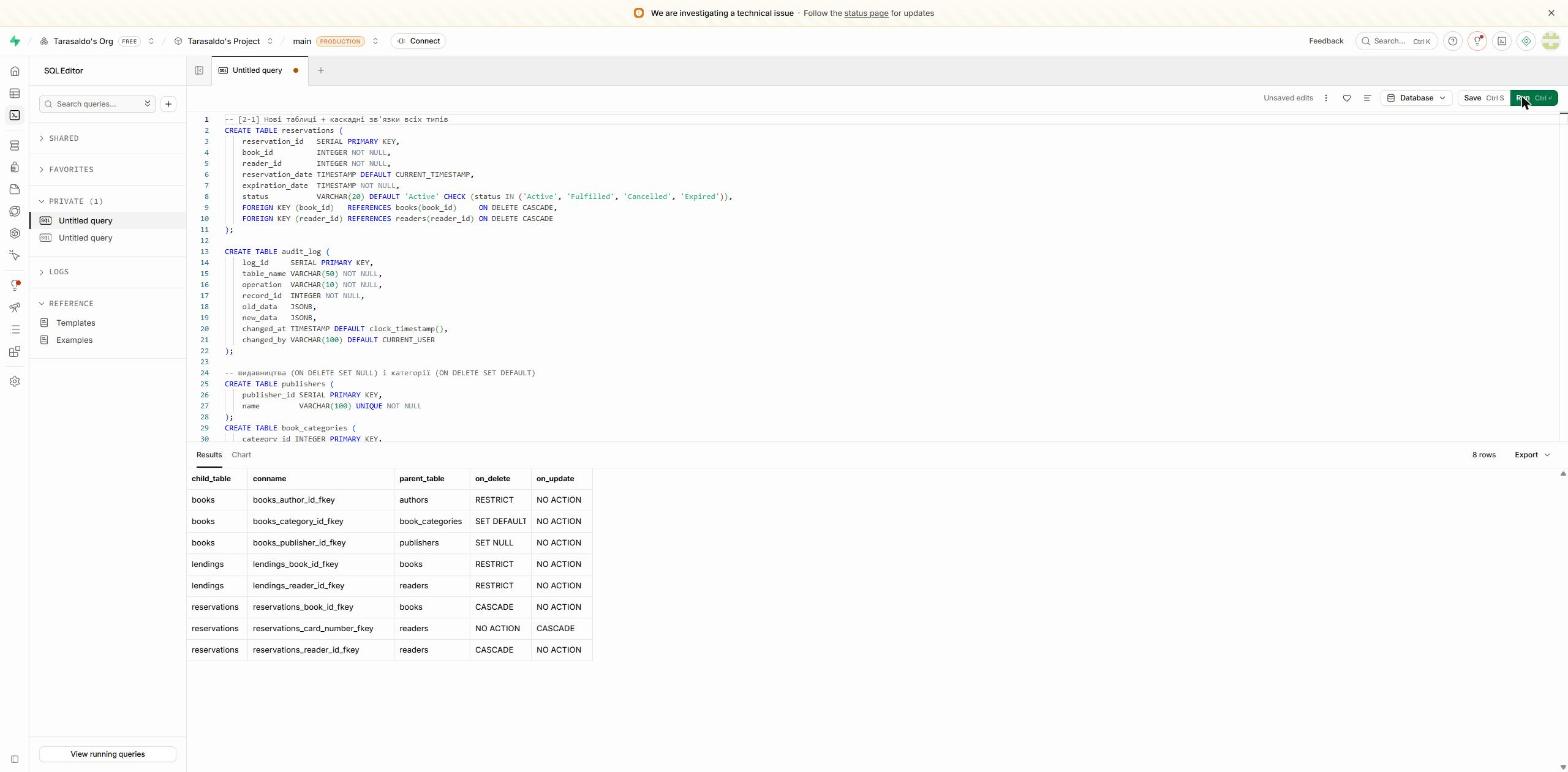 We are investigating a technical issue · Follow the status page for updates
Tarasaldo's Org FREE / Tarasaldo's Project / main PRODUCTION Connect
Feedback Search... Ctrl K
SQL Editor
Untitled query
Search queries...
Unsaved edits Database Save Ctrl S Run Ctrl ↵
SHARED
FAVORITES
PRIVATE (1)
Untitled query
Untitled query
LOGS
REFERENCE
Templates
Examples
View running queries
1 -- [2-1] Нові таблиці + каскадні зв'язки всіх типів
2 CREATE TABLE reservations (
3 reservation_id SERIAL PRIMARY KEY,
4 book_id INTEGER NOT NULL,
5 reader_id INTEGER NOT NULL,
6 reservation_date TIMESTAMP DEFAULT CURRENT_TIMESTAMP,
7 expiration_date TIMESTAMP NOT NULL,
8 status VARCHAR(20) DEFAULT 'Active' CHECK (status IN ('Active', 'Fulfilled', 'Cancelled', 'Expired')),
9 FOREIGN KEY (book_id) REFERENCES books(book_id) ON DELETE CASCADE,
10 FOREIGN KEY (reader_id) REFERENCES readers(reader_id) ON DELETE CASCADE
11 );
12
13 CREATE TABLE audit_log (
14 log_id SERIAL PRIMARY KEY,
15 table_name VARCHAR(50) NOT NULL,
16 operation VARCHAR(10) NOT NULL,
17 record_id INTEGER NOT NULL,
18 old_data JSONB,
19 new_data JSONB,
20 changed_at TIMESTAMP DEFAULT clock_timestamp(),
21 changed_by VARCHAR(100) DEFAULT CURRENT_USER
22 );
23
24 -- видавництва (ON DELETE SET NULL) і категорії (ON DELETE SET DEFAULT)
25 CREATE TABLE publishers (
26 publisher_id SERIAL PRIMARY KEY,
27 name VARCHAR(100) UNIQUE NOT NULL
28 );
29 CREATE TABLE book_categories (
30 category_id INTEGER PRIMARY KEY,
Results Chart 8 rows Export
child_table conname parent_table on_delete on_update
books books_author_id_fkey authors RESTRICT NO ACTION
books books_category_id_fkey book_categories SET DEFAULT NO ACTION
books books_publisher_id_fkey publishers SET NULL NO ACTION
lendings lendings_book_id_fkey books RESTRICT NO ACTION
lendings lendings_reader_id_fkey readers RESTRICT NO ACTION
reservations reservations_book_id_fkey books CASCADE NO ACTION
reservations reservations_card_number_fkey readers NO ACTION CASCADE
reservations reservations_reader_id_fkey readers CASCADE NO ACTION